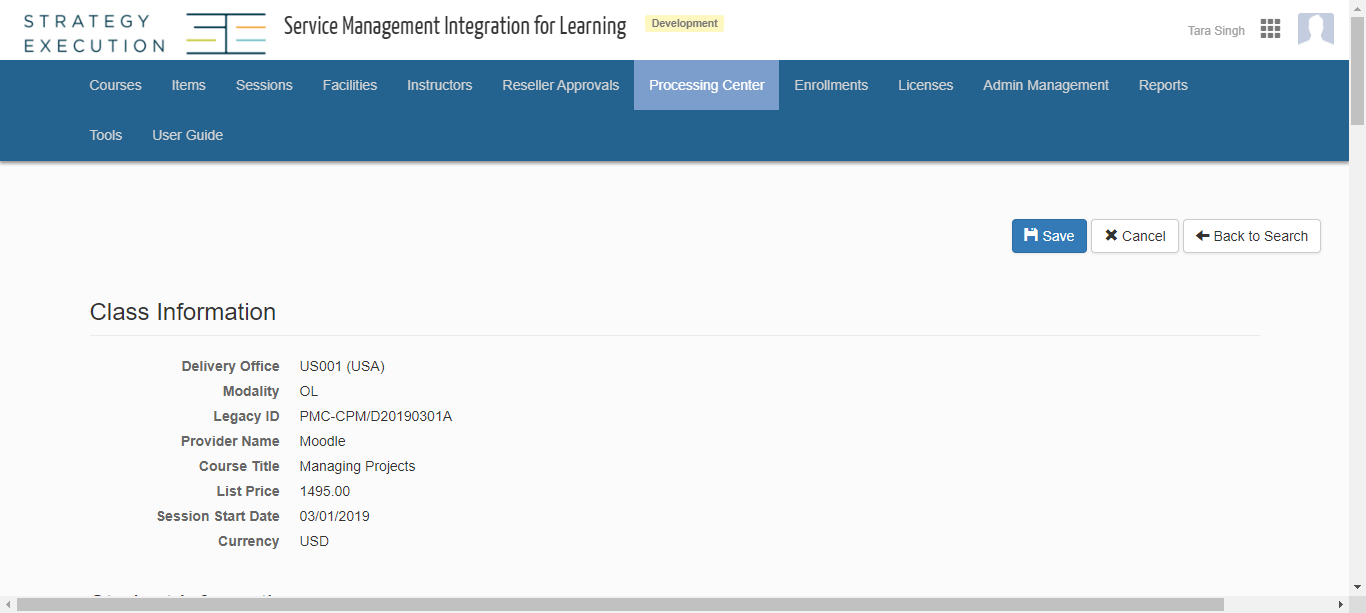 STRATEGY
EXECUTION
Service Management Integration for Learning
Development
Tara Singh
Courses Items Sessions Facilities Instructors Reseller Approvals Processing Center Enrollments Licenses Admin Management Reports
Tools User Guide
Save Cancel Back to Search
Class Information
Delivery Office US001 (USA)
Modality OL
Legacy ID PMC-CPM/D20190301A
Provider Name Moodle
Course Title Managing Projects
List Price 1495.00
Session Start Date 03/01/2019
Currency USD